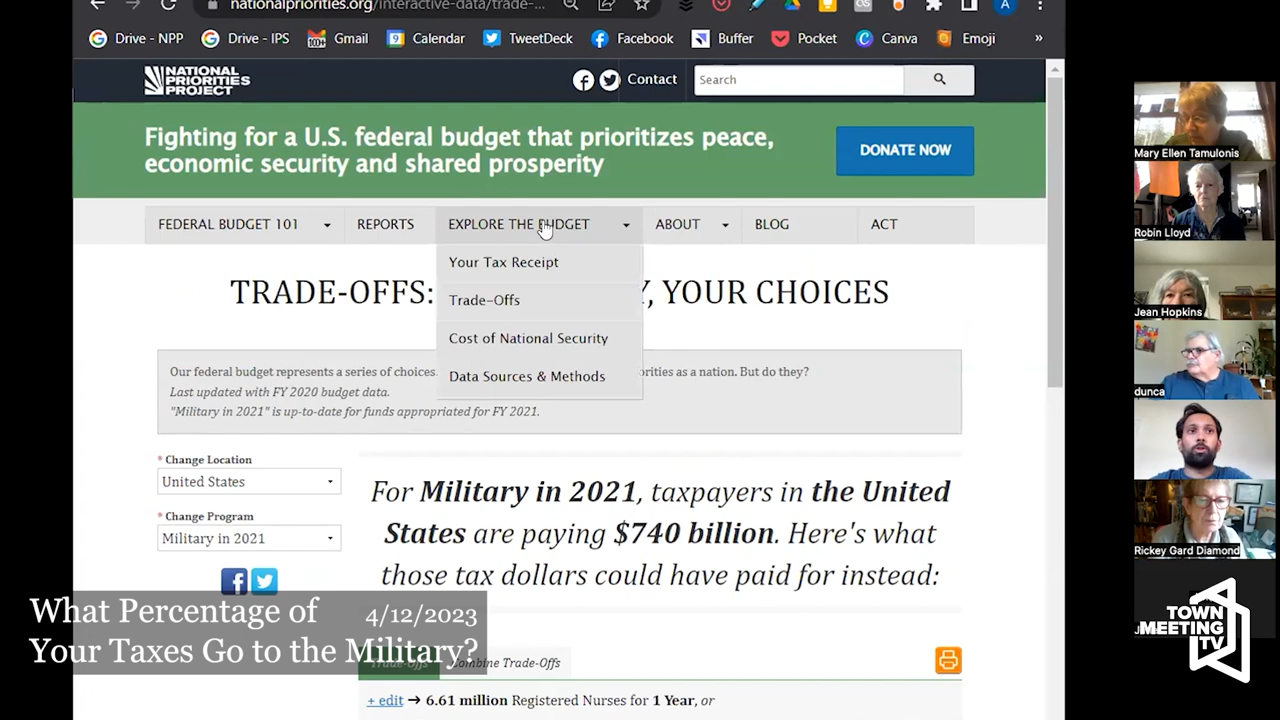 nationalpriorities.org/interactive-data/trade-...
Drive - NPP
Drive - IPS
Gmail
Calendar
TweetDeck
Facebook
Buffer
Pocket
Canva
Emoji
»
NATIONAL
PRIORITIES
PROJECT
Contact
Search
Fighting for a U.S. federal budget that prioritizes peace,
economic security and shared prosperity
DONATE NOW
FEDERAL BUDGET 101
REPORTS
EXPLORE THE BUDGET
ABOUT
BLOG
ACT
Your Tax Receipt
Trade-Offs
Cost of National Security
Data Sources & Methods
TRADE-OFFS: Y, YOUR CHOICES
Our federal budget represents a series of choices. orities as a nation. But do they?
Last updated with FY 2020 budget data.
"Military in 2021" is up-to-date for funds appropriated for FY 2021.
* Change Location
United States
* Change Program
Military in 2021
For Military in 2021, taxpayers in the United
States are paying $740 billion. Here's what
those tax dollars could have paid for instead:
Trade-Offs
Combine Trade-Offs
+ edit → 6.61 million Registered Nurses for 1 Year, or
What Percentage of 4/12/2023
Your Taxes Go to the Military?
Mary Ellen Tamulonis
Robin Lloyd
Jean Hopkins
dunca
Rickey Gard Diamond
TOWN
MEETING
TV